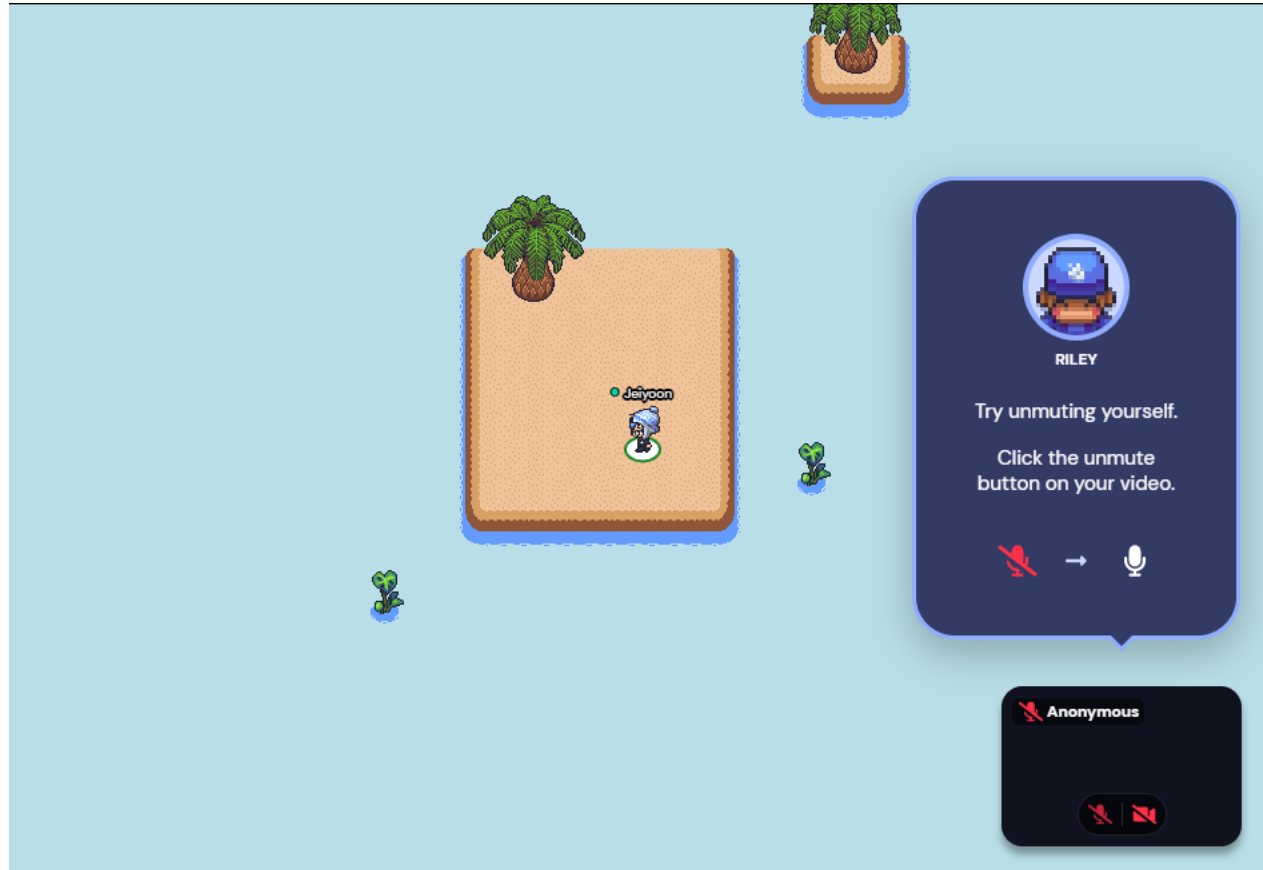 Jeiyoon
RILEY
Try unmuting yourself.
Click the unmute
button on your video.
Anonymous